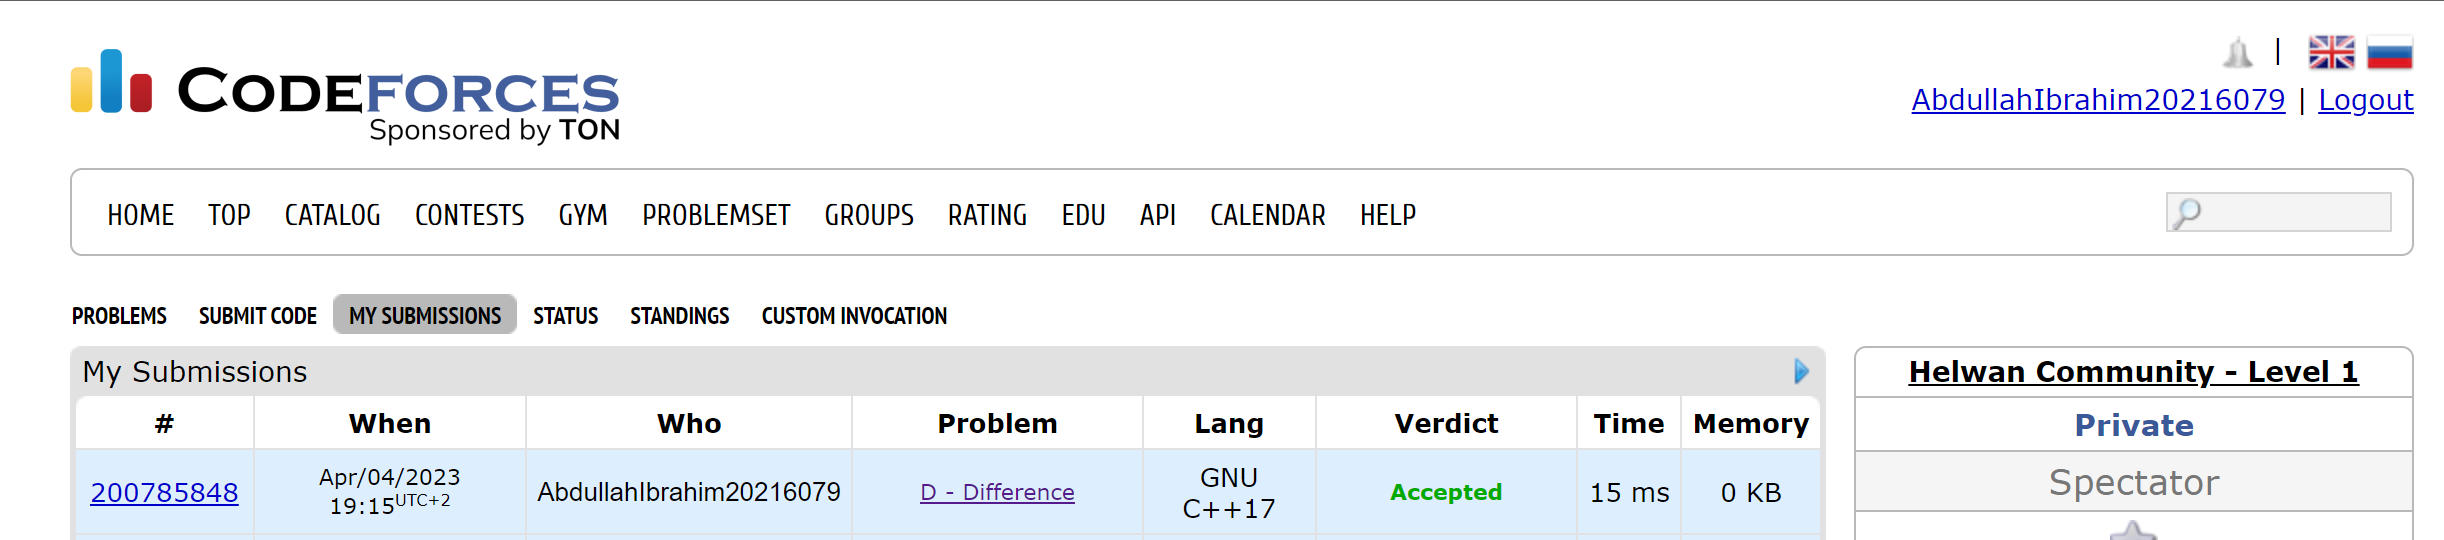 CODEFORCES
Sponsored by TON
|
AbdullahIbrahim20216079 | Logout
HOME TOP CATALOG CONTESTS GYM PROBLEMSET GROUPS RATING EDU API CALENDAR HELP
PROBLEMS SUBMIT CODE MY SUBMISSIONS STATUS STANDINGS CUSTOM INVOCATION
My Submissions
# When Who Problem Lang Verdict Time Memory
200785848 Apr/04/2023 19:15UTC+2 AbdullahIbrahim20216079 D - Difference GNU C++17 Accepted 15 ms 0 KB
Helwan Community - Level 1
Private
Spectator